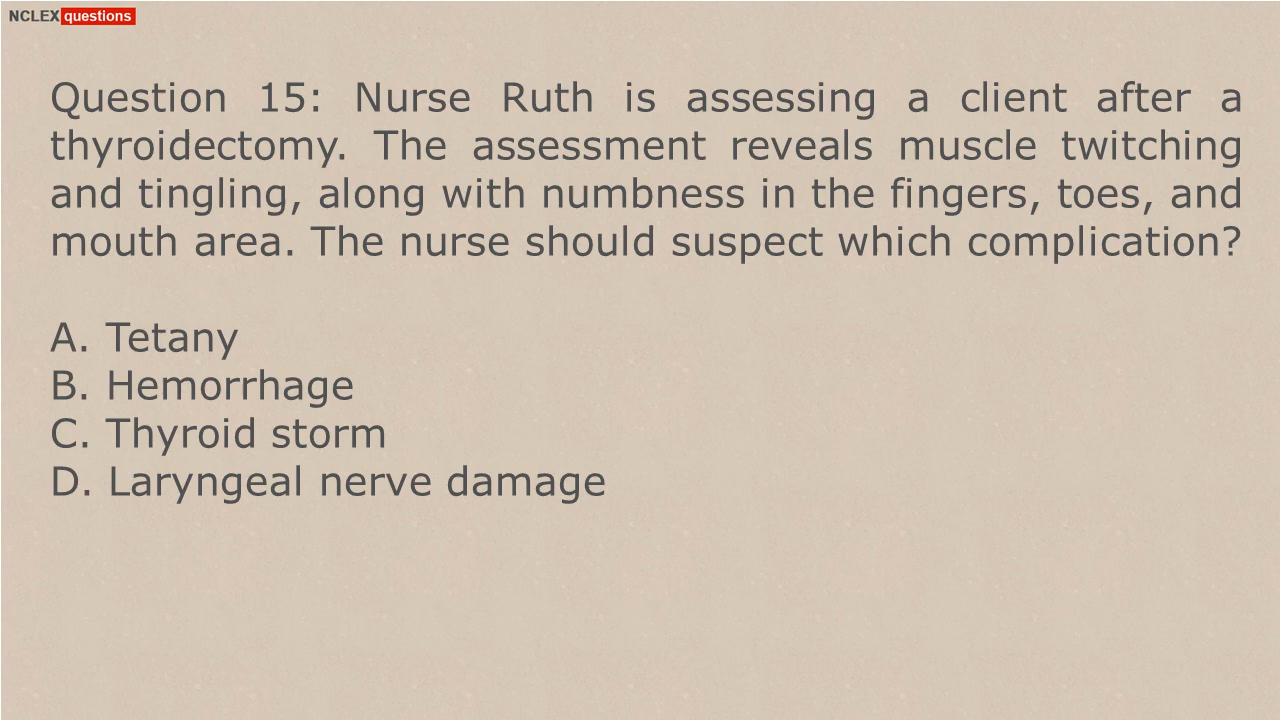 NCLEX questions
Question 15: Nurse Ruth is assessing a client after a
thyroidectomy. The assessment reveals muscle twitching
and tingling, along with numbness in the fingers, toes, and
mouth area. The nurse should suspect which complication?
A. Tetany
B. Hemorrhage
C. Thyroid storm
D. Laryngeal nerve damage